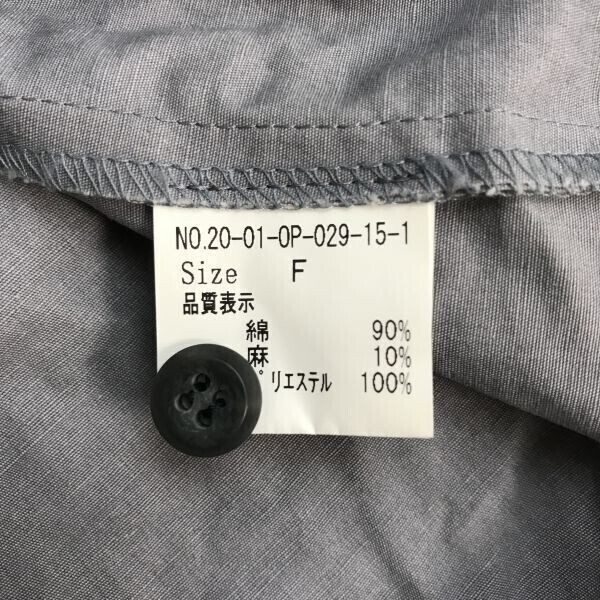 NO.20-01-OP-029-15-1
Size F
品質表示
綿 90%
麻 10%
リエステル 100%